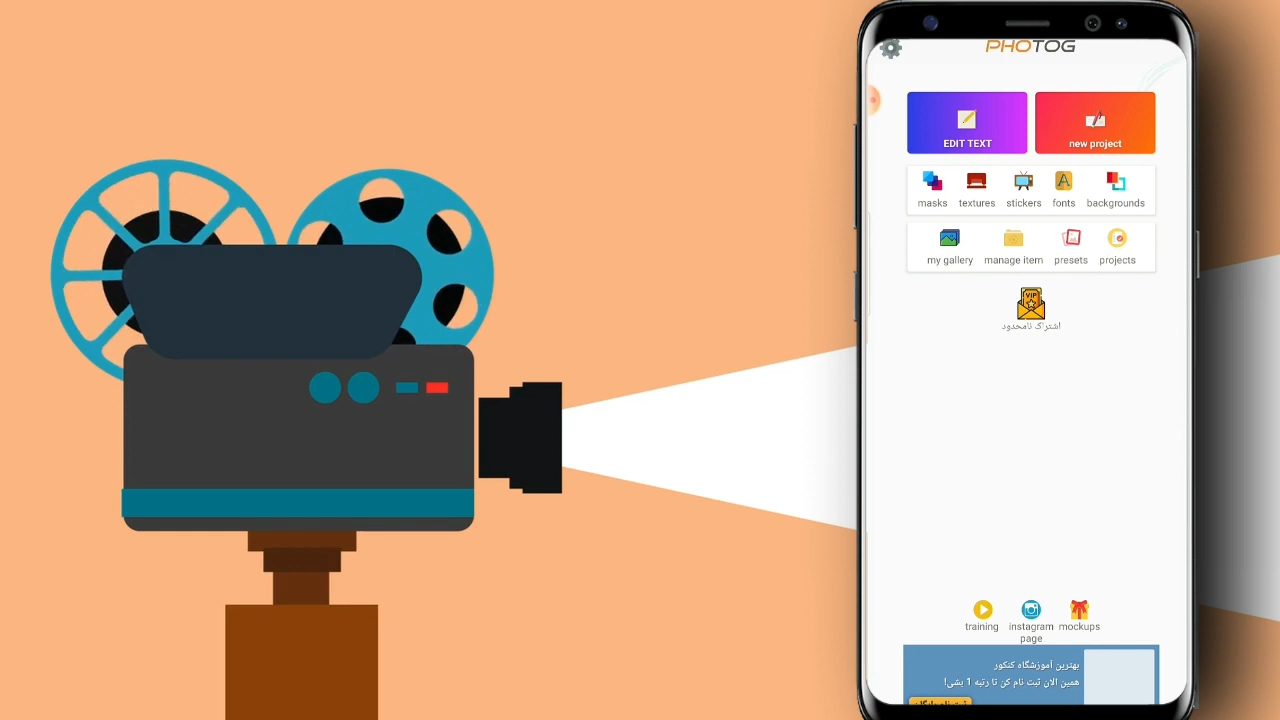 PHOTOG
EDIT TEXT
new project
masks
textures
stickers
fonts
A
backgrounds
my gallery
manage item
presets
projects
VIP
اشتراک نامحدود
training
instagram page
mockups
بهترین آموزشگاه کنکور
همین الان ثبت نام کن تا رتبه 1 بشی!